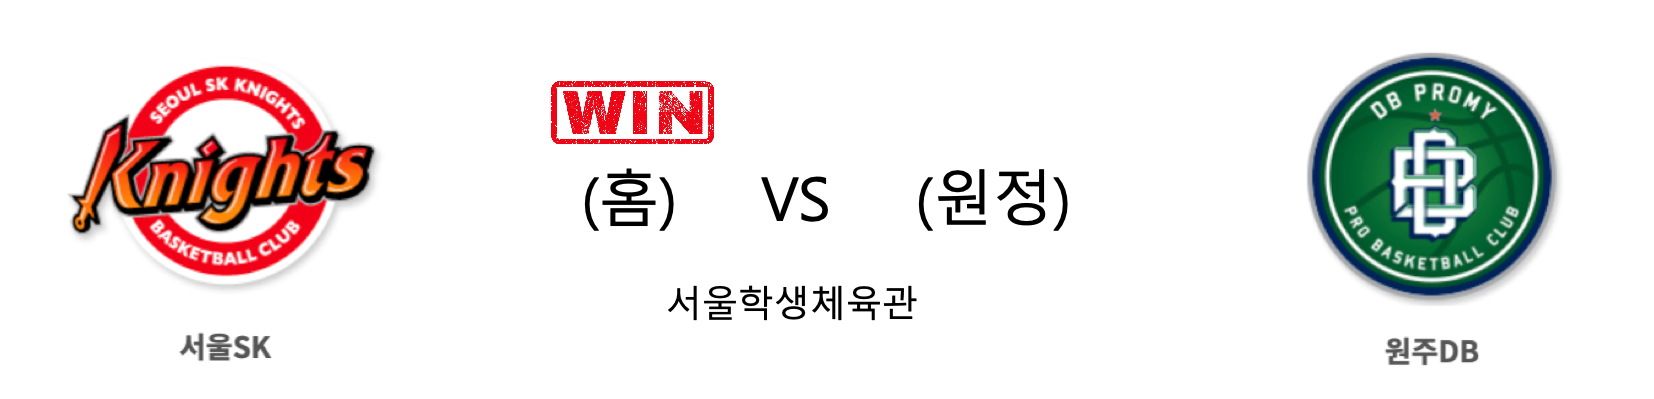 SEOUL SK KNIGHTS
Knights
BASKETBALL CLUB
서울SK
WIN
(홈) VS (원정)
서울학생체육관
DB PROMY
DB
PRO BASKETBALL CLUB
원주DB